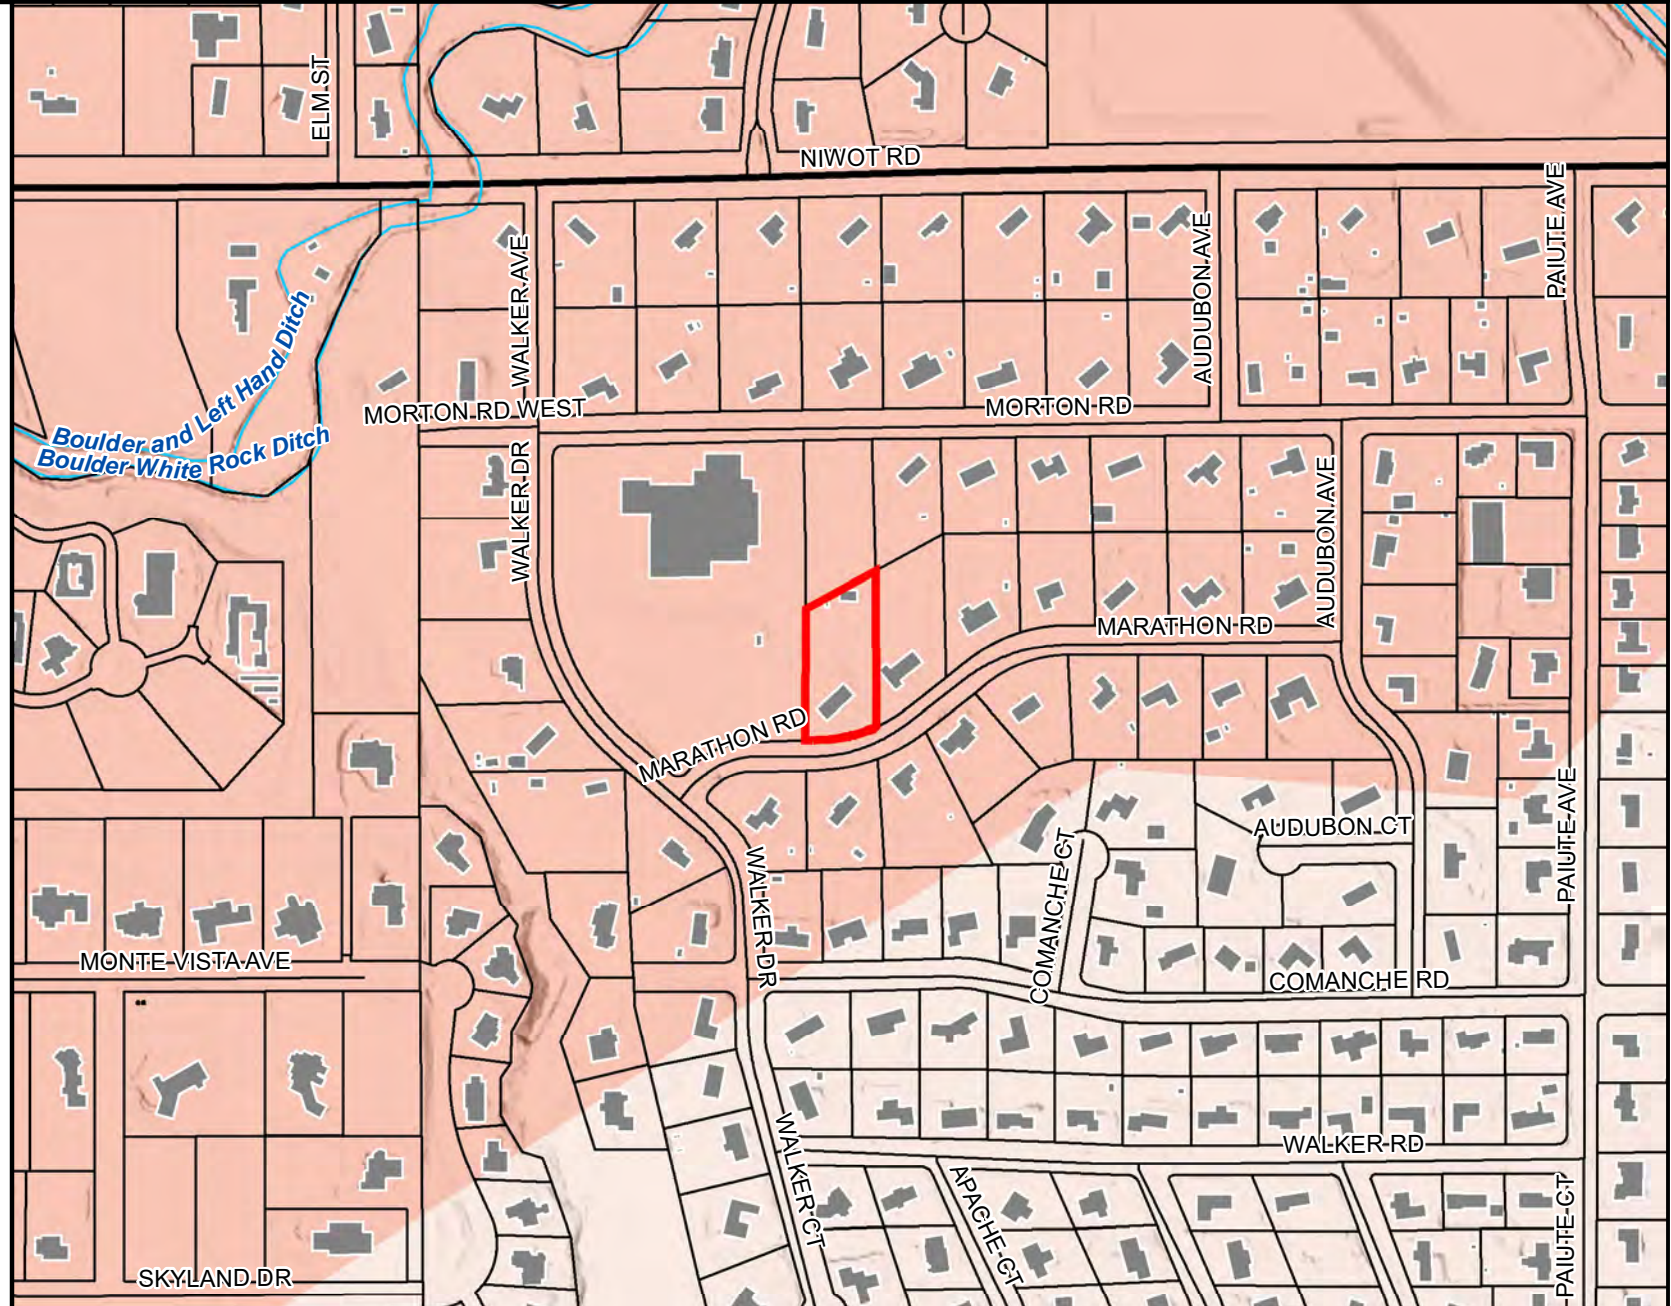 ELM ST
NIWOT RD
PAIUTE AVE
WALKER AVE
AUDUBON AVE
Boulder and Left Hand Ditch
Boulder White Rock Ditch
MORTON RD WEST
MORTON RD
WALKER DR
AUDUBON AVE
MARATHON RD
MARATHON RD
AUDUBON CT
PAIUTE AVE
WALKER DR
COMANCHE CT
MONTE VISTA AVE
COMANCHE RD
WALKER RD
WALKER CT
APACHE CT
PAIUTE CT
SKYLAND DR